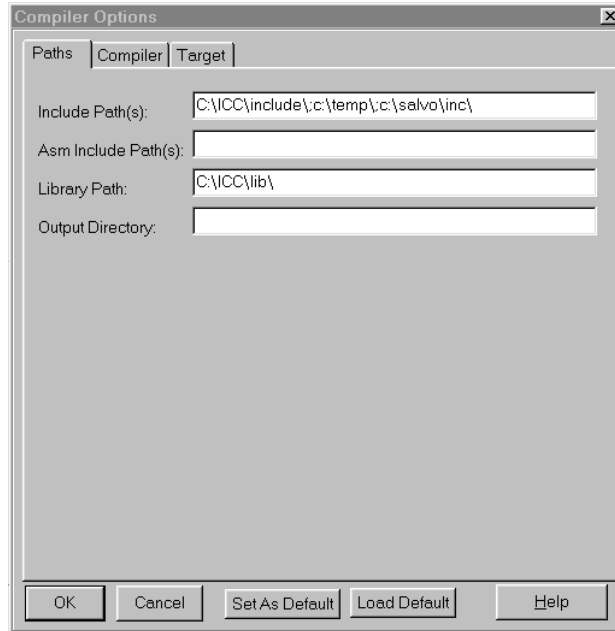 Compiler Options
Paths Compiler Target
Include Path(s): C:\ICC\include\;c:\temp\;c:\salvo\inc\
Asm Include Path(s):
Library Path: C:\ICC\lib\
Output Directory:
OK Cancel Set As Default Load Default Help